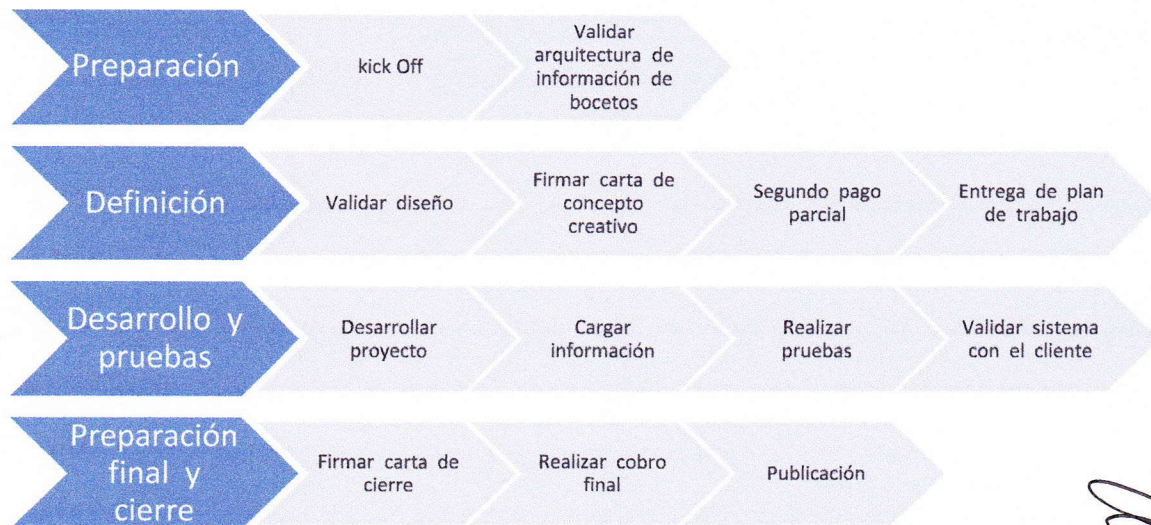 Preparación
kick Off
Validar
arquitectura de
información de
bocetos
Definición
Validar diseño
Firmar carta de
concepto
creativo
Segundo pago
parcial
Entrega de plan
de trabajo
Desarrollo y
pruebas
Desarrollar
proyecto
Cargar
información
Realizar
pruebas
Validar sistema
con el cliente
Preparación
final y
cierre
Firmar carta de
cierre
Realizar cobro
final
Publicación